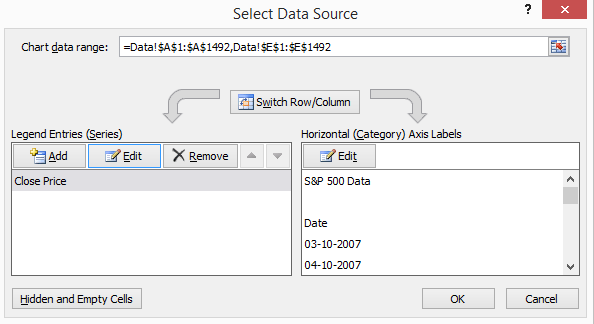 Select Data Source
?
Chart data range: =Data!$A$1:$A$1492,Data!$E$1:$E$1492
Switch Row/Column
Legend Entries (Series)
Add Edit Remove
Close Price
Horizontal (Category) Axis Labels
Edit
S&P 500 Data
Date
03-10-2007
04-10-2007
Hidden and Empty Cells
OK Cancel